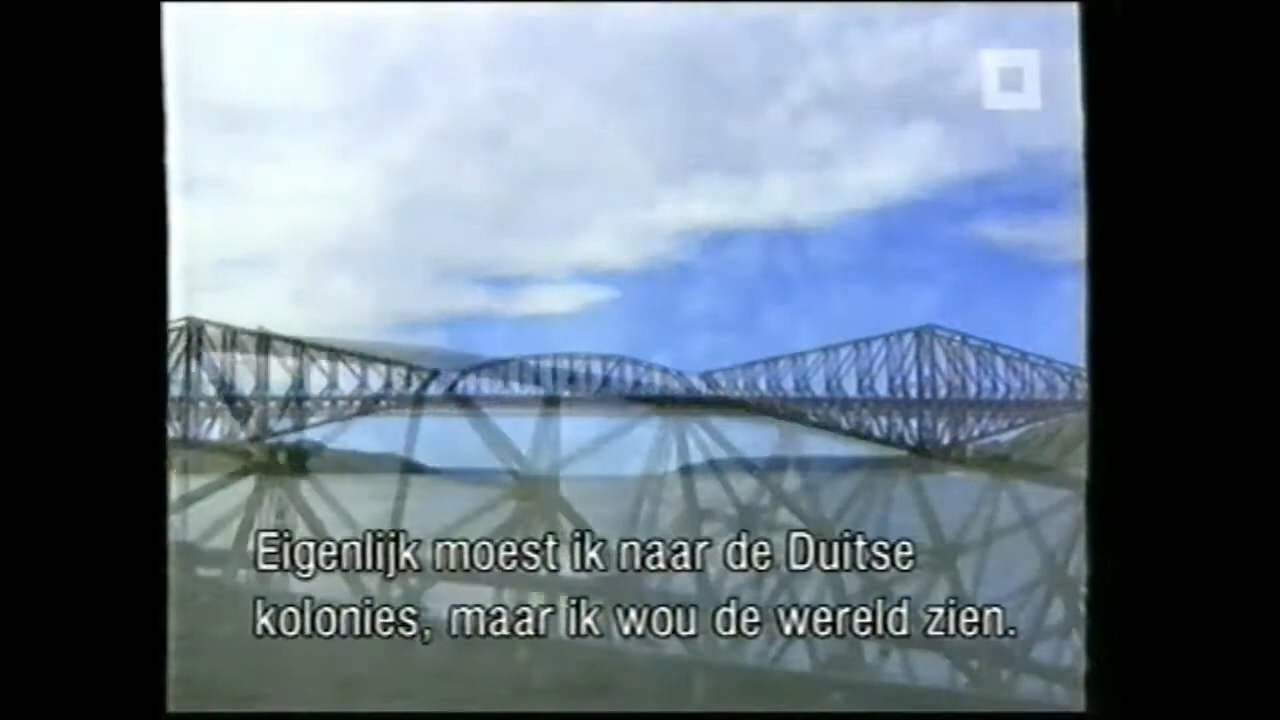 Eigenlijk moest ik naar de Duitse
kolonies, maar ik wou de wereld zien.